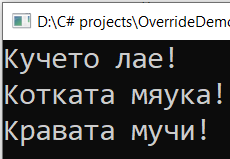 D:\C# projects\OverrideDemo
Кучето лае!
Котката мяука!
Кравата мучи!